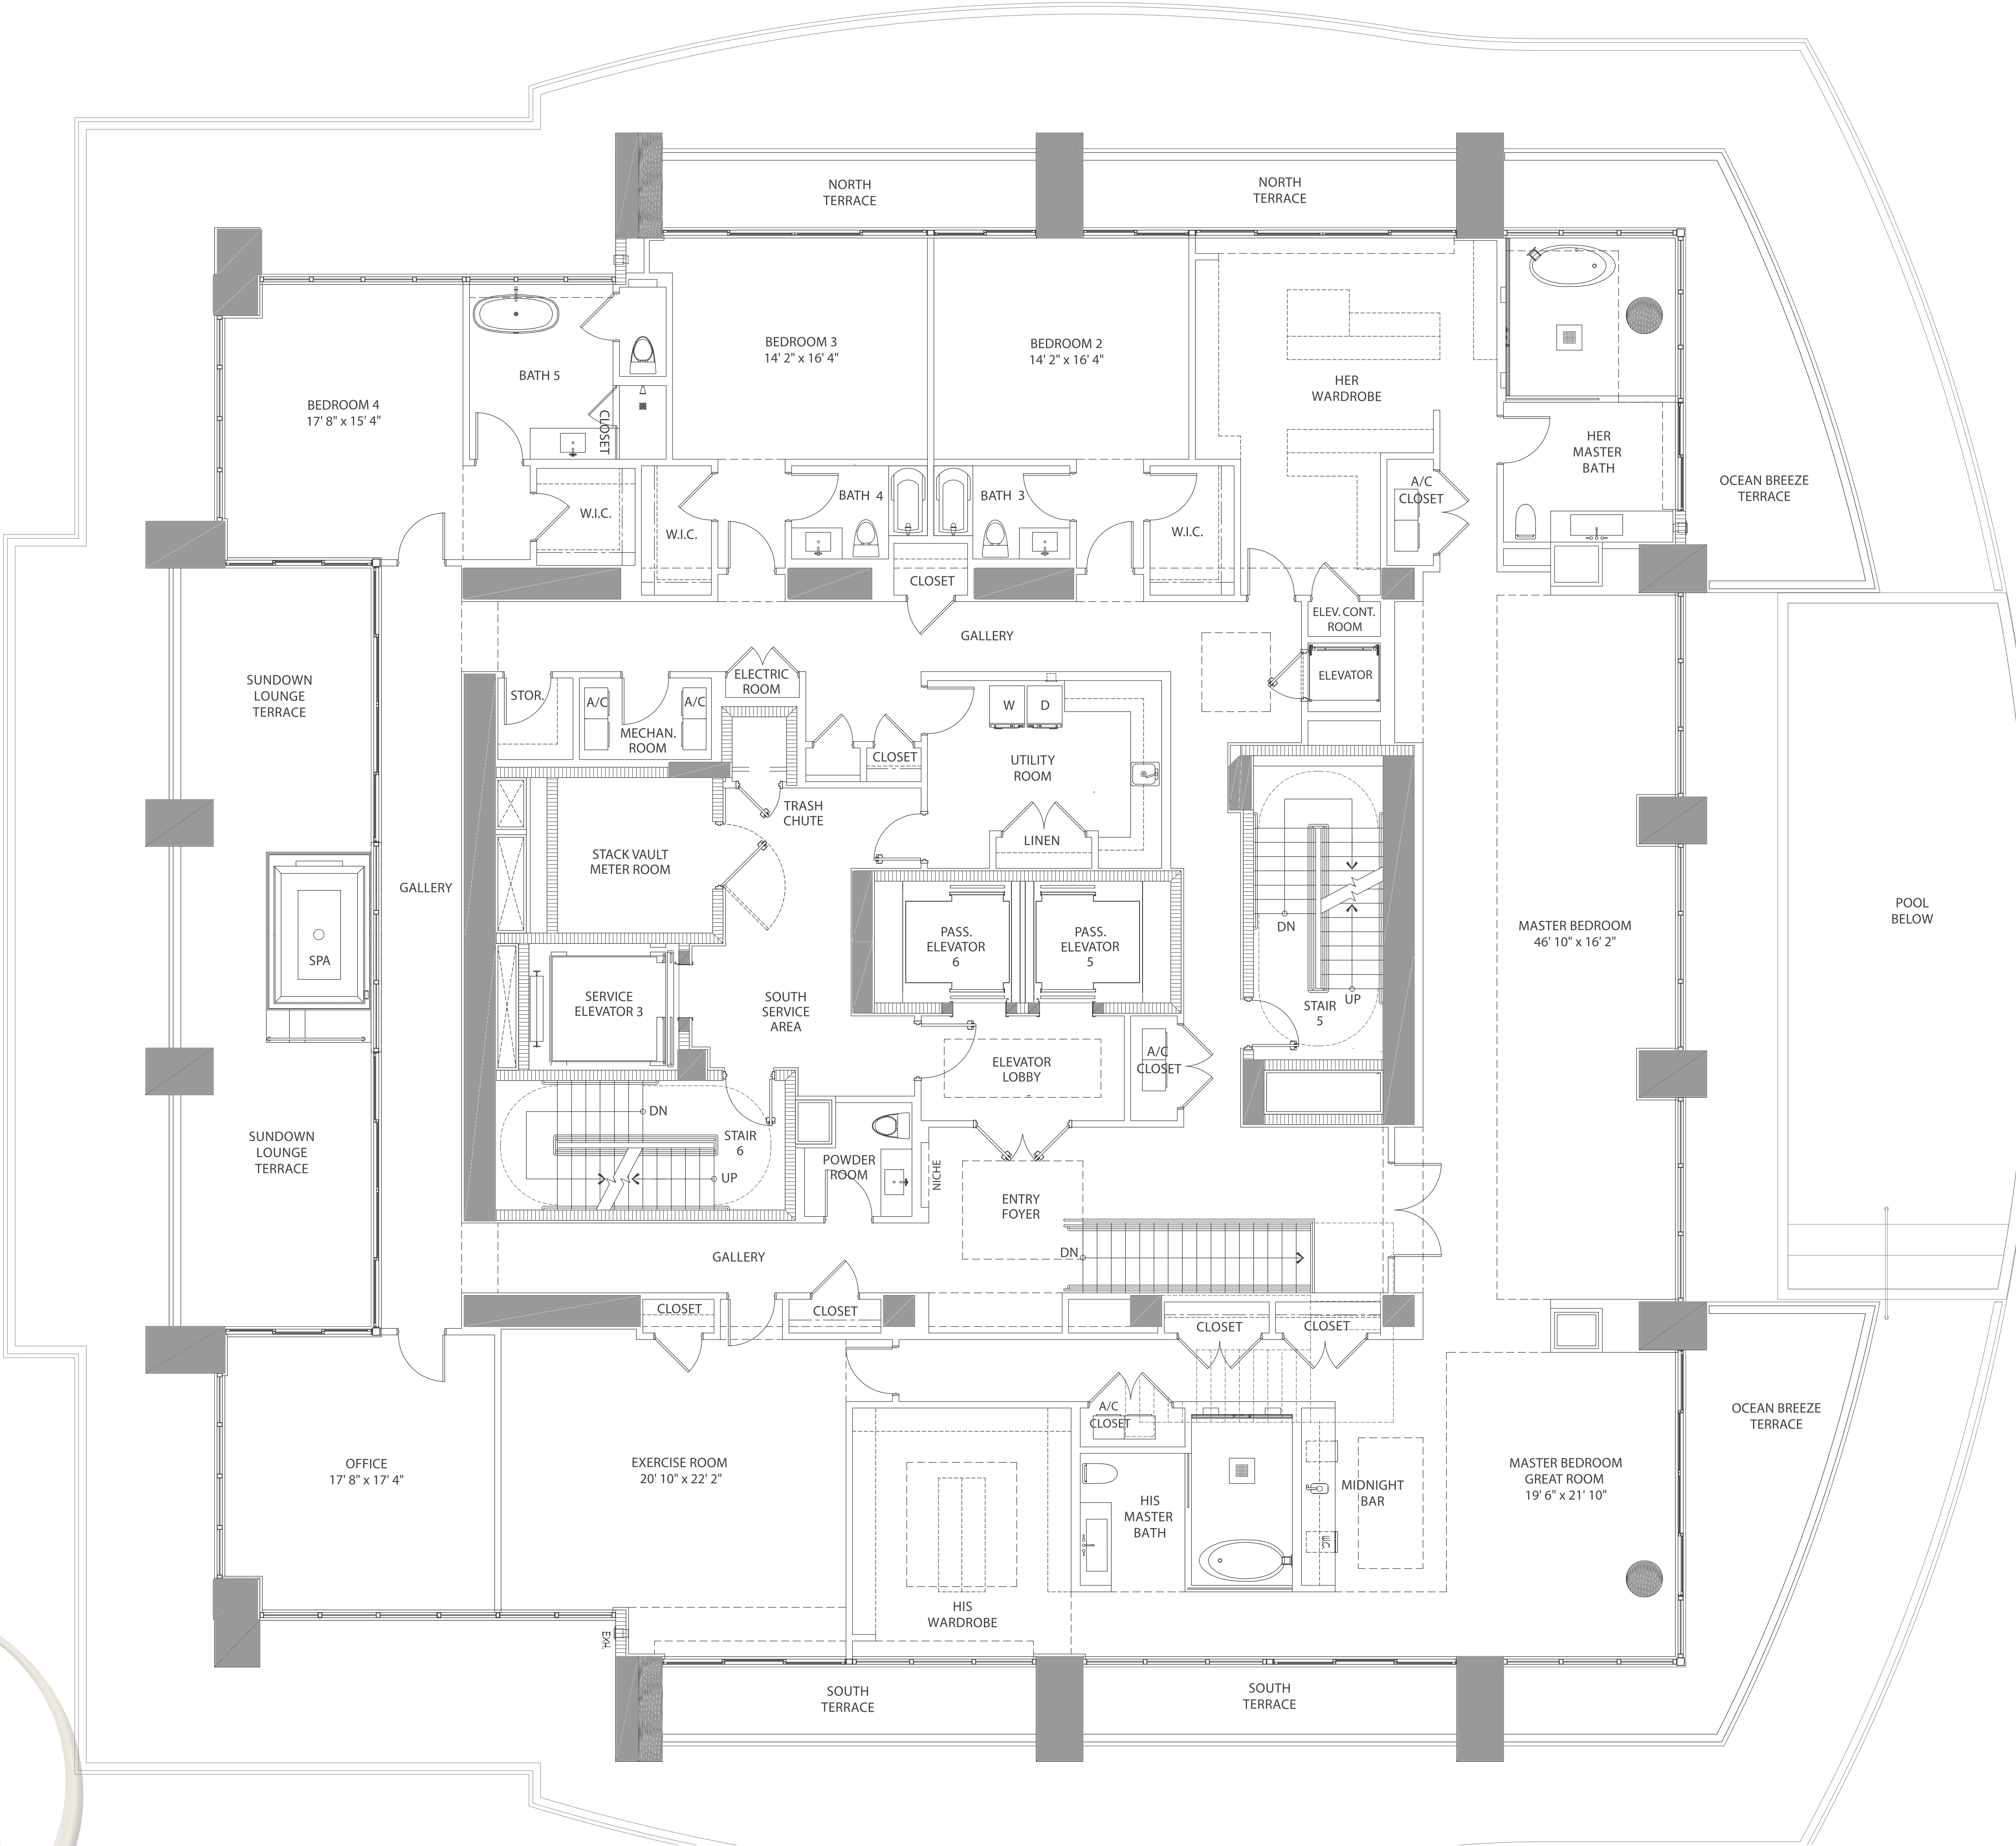 NORTH
TERRACE
NORTH
TERRACE
BEDROOM 4
17' 8" x 15' 4"
BATH 5
CLOSET
BEDROOM 3
14' 2" x 16' 4"
BEDROOM 2
14' 2" x 16' 4"
HER
WARDROBE
HER
MASTER
BATH
OCEAN BREEZE
TERRACE
W.I.C.
W.I.C.
BATH 4
BATH 3
W.I.C.
A/C
CLOSET
CLOSET
GALLERY
ELEV. CONT.
ROOM
ELEVATOR
SUNDOWN
LOUNGE
TERRACE
STOR.
A/C
A/C
MECHAN.
ROOM
ELECTRIC
ROOM
CLOSET
W
D
UTILITY
ROOM
LINEN
TRASH
CHUTE
STACK VAULT
METER ROOM
GALLERY
SPA
PASS.
ELEVATOR
6
PASS.
ELEVATOR
5
DN
UP
STAIR
5
MASTER BEDROOM
46' 10" x 16' 2"
POOL
BELOW
SERVICE
ELEVATOR 3
SOUTH
SERVICE
AREA
ELEVATOR
LOBBY
A/C
CLOSET
SUNDOWN
LOUNGE
TERRACE
DN
STAIR
6
UP
POWDER
ROOM
NICHE
ENTRY
FOYER
DN
GALLERY
CLOSET
CLOSET
CLOSET
CLOSET
OFFICE
17' 8" x 17' 4"
EXERCISE ROOM
20' 10" x 22' 2"
A/C
CLOSET
HIS
MASTER
BATH
MIDNIGHT
BAR
U.C.
MASTER BEDROOM
GREAT ROOM
19' 6" x 21' 10"
OCEAN BREEZE
TERRACE
HIS
WARDROBE
EXH.
SOUTH
TERRACE
SOUTH
TERRACE